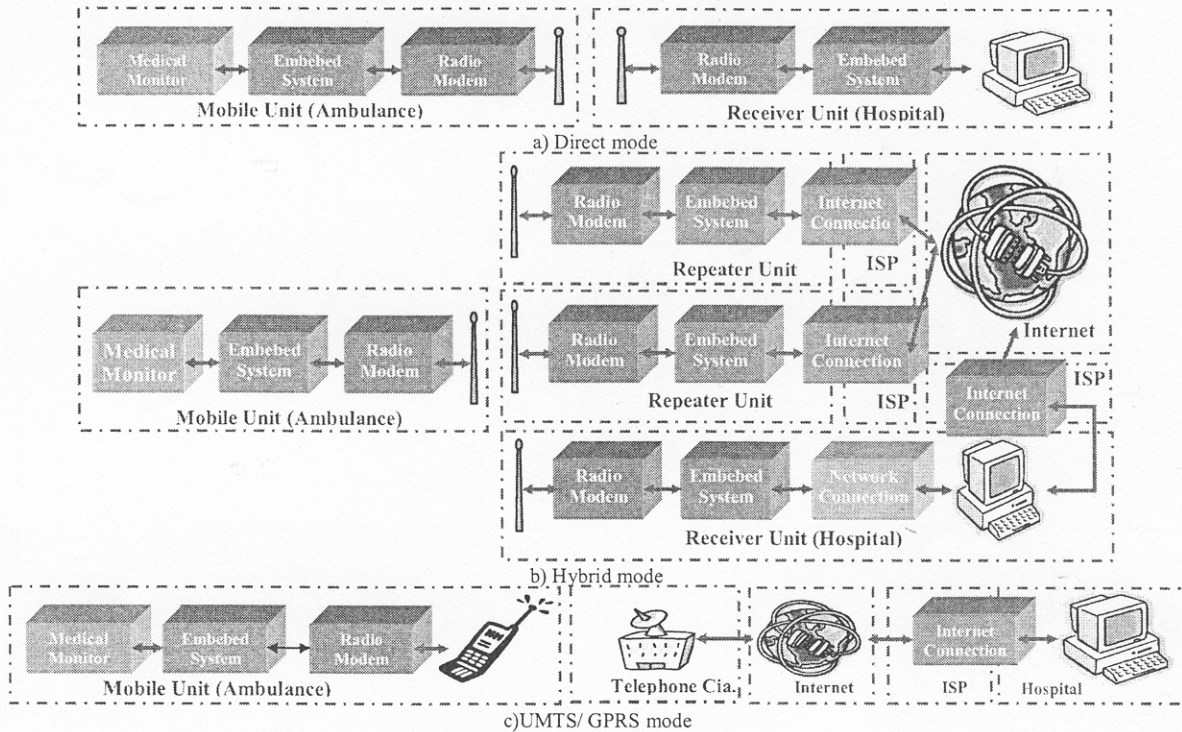 Medical
Monitor
Embebed
System
Radio
Modem
Mobile Unit (Ambulance)
Radio
Modem
Embebed
System
Receiver Unit (Hospital)
a) Direct mode
Radio
Modem
Embebed
System
Internet
Connectio
Repeater Unit
ISP
Internet
Medical
Monitor
Embebed
System
Radio
Modem
Mobile Unit (Ambulance)
Radio
Modem
Embebed
System
Internet
Connection
Repeater Unit
ISP
Internet
Connection
ISP
Radio
Modem
Embebed
System
Network
Connection
Receiver Unit (Hospital)
b) Hybrid mode
Medical
Monitor
Embebed
System
Radio
Modem
Mobile Unit (Ambulance)
Telephone Cia.
Internet
Internet
Connection
ISP
Hospital
c)UMTS/ GPRS mode